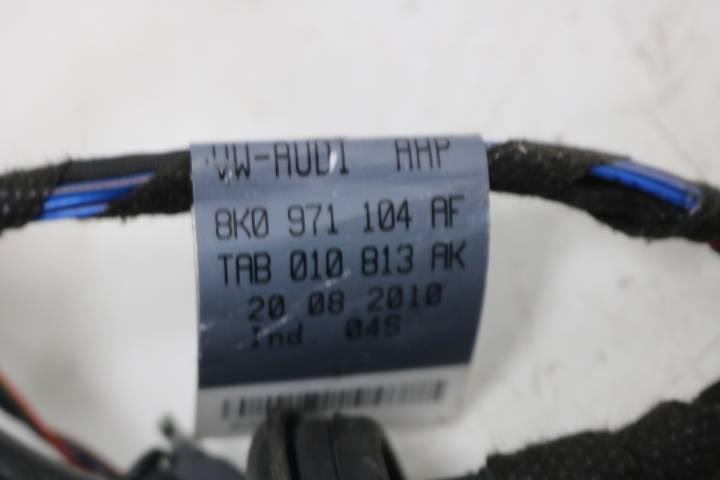 VW-AUDI AHP
8K0 971 104 AF
TAB 010 813 AK
20 08 2010
Ind. 04S